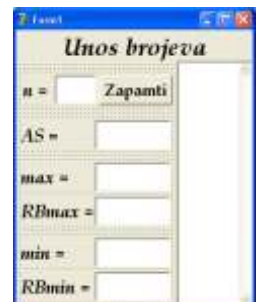 Form1
Unos brojeva
n = Zapamti
AS =
max =
RBmax =
min =
RBmin =